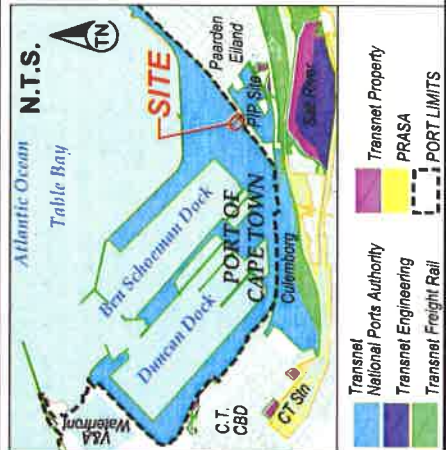 Atlantic Ocean
N.T.S.
TN
Table Bay
SITE
Paarden
Eiland
PIP Site
Salt River
Ben Schoeman Dock
Duncan Dock
PORT OF
CAPE TOWN
Culemborg
V&A
Waterfront
C.T.
CBD
CT Stn
Transnet
National Ports Authority
Transnet Engineering
Transnet Freight Rail
Transnet Property
PRASA
PORT LIMITS